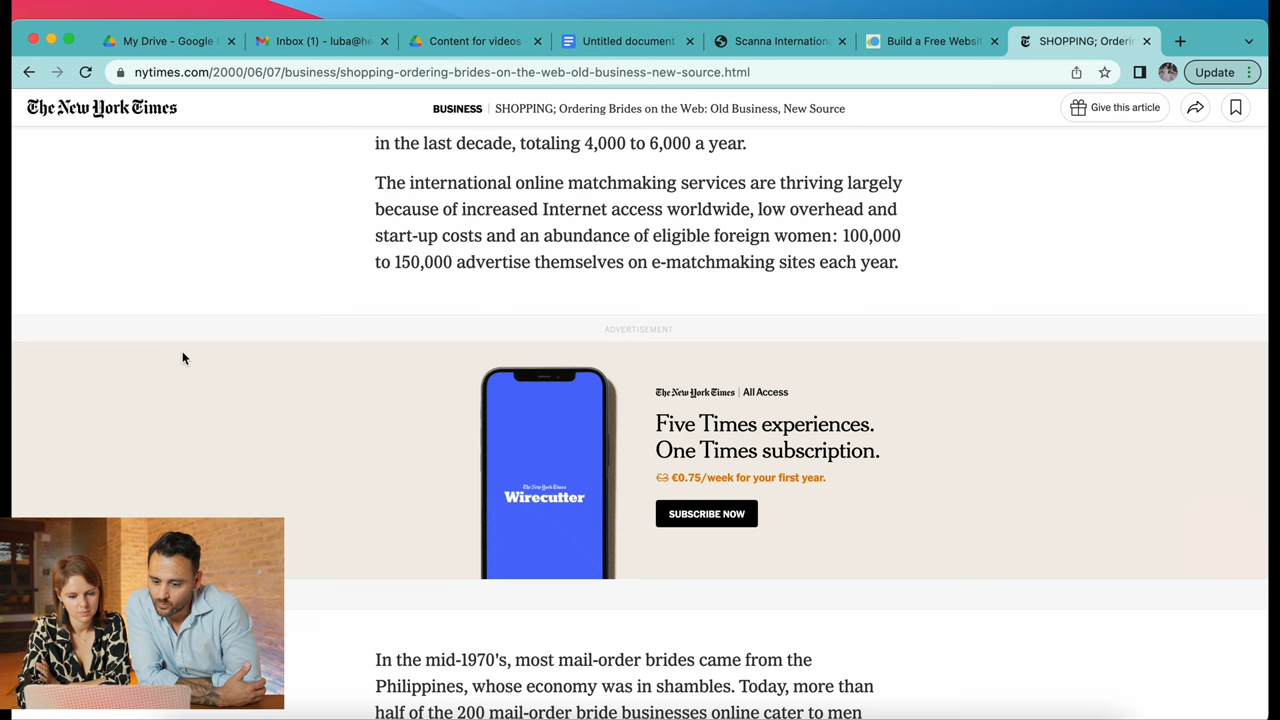 My Drive - Google
Inbox (1) - luba@he
Content for videos
Untitled document
Scanna Internationa
Build a Free Websi
SHOPPING; Orderi
nytimes.com/2000/06/07/business/shopping-ordering-brides-on-the-web-old-business-new-source.html
Update
The New York Times
BUSINESS | SHOPPING; Ordering Brides on the Web: Old Business, New Source
Give this article
in the last decade, totaling 4,000 to 6,000 a year.
The international online matchmaking services are thriving largely
because of increased Internet access worldwide, low overhead and
start-up costs and an abundance of eligible foreign women: 100,000
to 150,000 advertise themselves on e-matchmaking sites each year.
ADVERTISEMENT
The New York Times | All Access
Five Times experiences.
One Times subscription.
€3 €0.75/week for your first year.
SUBSCRIBE NOW
The New York Times
Wirecutter
In the mid-1970's, most mail-order brides came from the
Philippines, whose economy was in shambles. Today, more than
half of the 200 mail-order bride businesses online cater to men